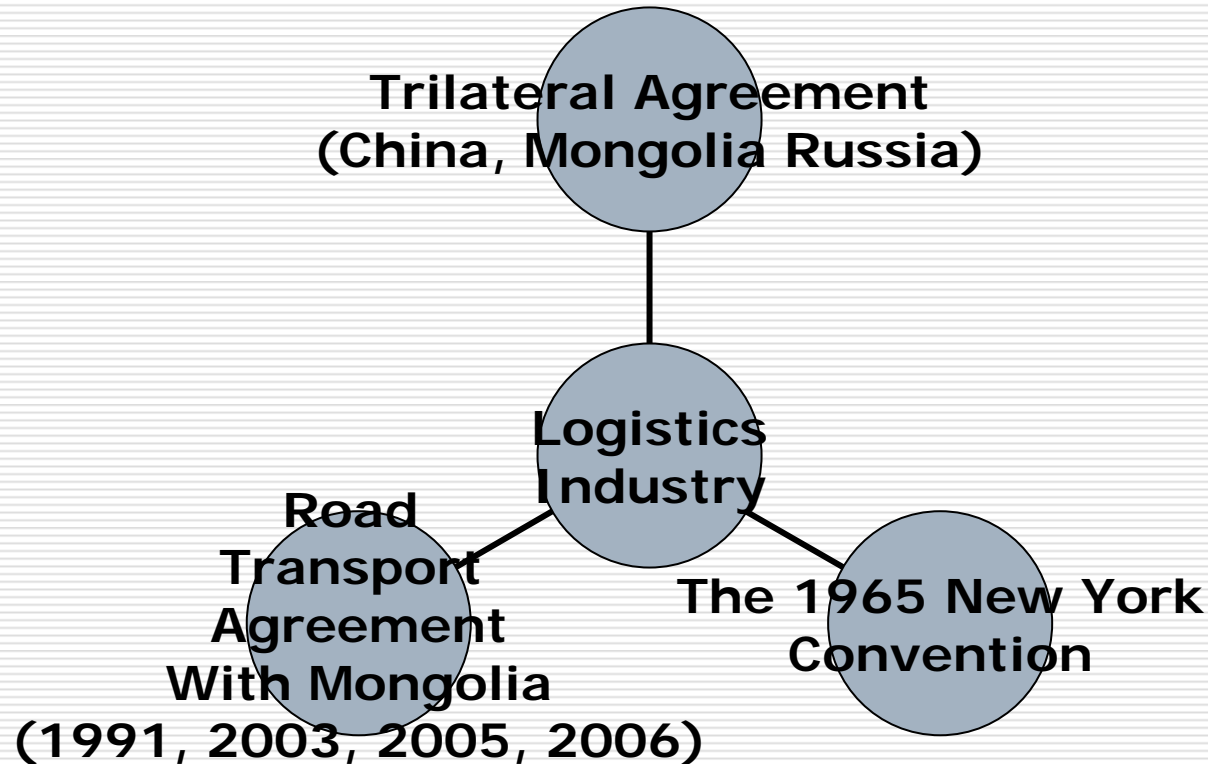 Trilateral Agreement
(China, Mongolia Russia)
Logistics
Industry
Road
Transport
Agreement
With Mongolia
(1991, 2003, 2005, 2006)
The 1965 New York
Convention